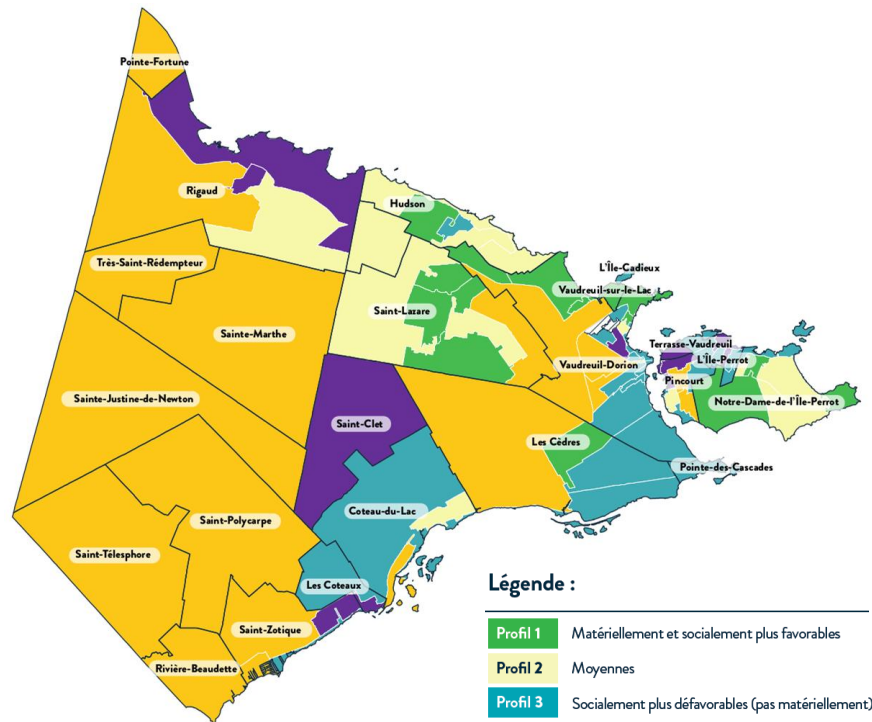 Pointe-Fortune
Rigaud
Hudson
Très-Saint-Rédempteur
L'Île-Cadieux
Vaudreuil-sur-le-Lac
Saint-Lazare
Sainte-Marthe
Terrasse-Vaudreuil
L'Île-Perrot
Vaudreuil-Dorion
Pincourt
Sainte-Justine-de-Newton
Notre-Dame-de-l'Île-Perrot
Saint-Clet
Les Cèdres
Pointe-des-Cascades
Coteau-du-Lac
Saint-Polycarpe
Saint-Télesphore
Les Coteaux
Saint-Zotique
Rivière-Beaudette
Légende :
Profil 1 Matériellement et socialement plus favorables
Profil 2 Moyennes
Profil 3 Socialement plus défavorables (pas matériellement)